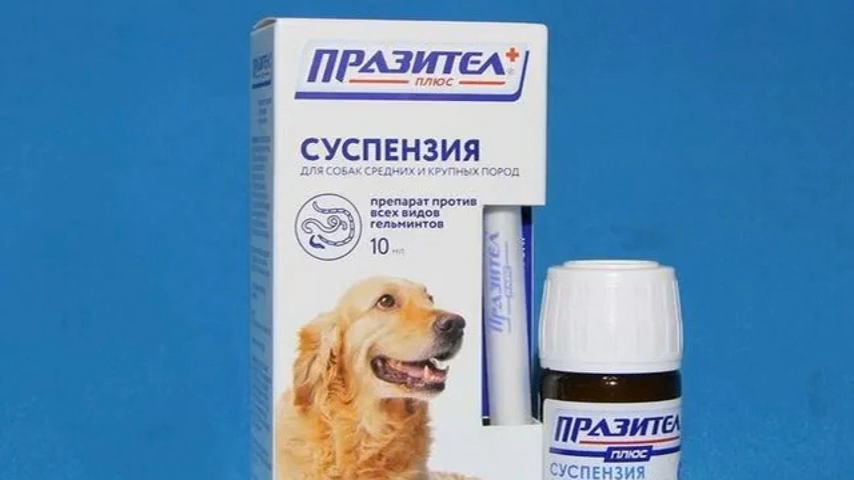 ПРАЗИТЕЛ+®
ПЛЮС
СУСПЕНЗИЯ
ДЛЯ СОБАК СРЕДНИХ И КРУПНЫХ ПОРОД
препарат против
всех видов
гельминтов
10 мл
ПРАЗИТЕЛ
ПРАЗИТЕЛ
ПЛЮС
СУСПЕНЗИЯ